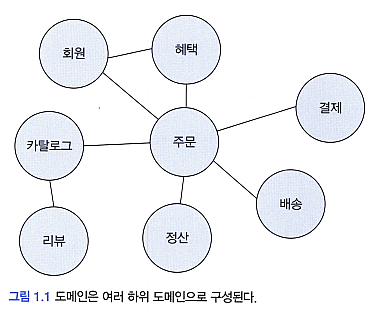 회원
혜택
결제
카탈로그
주문
배송
리뷰
정산
그림 1.1 도메인은 여러 하위 도메인으로 구성된다.